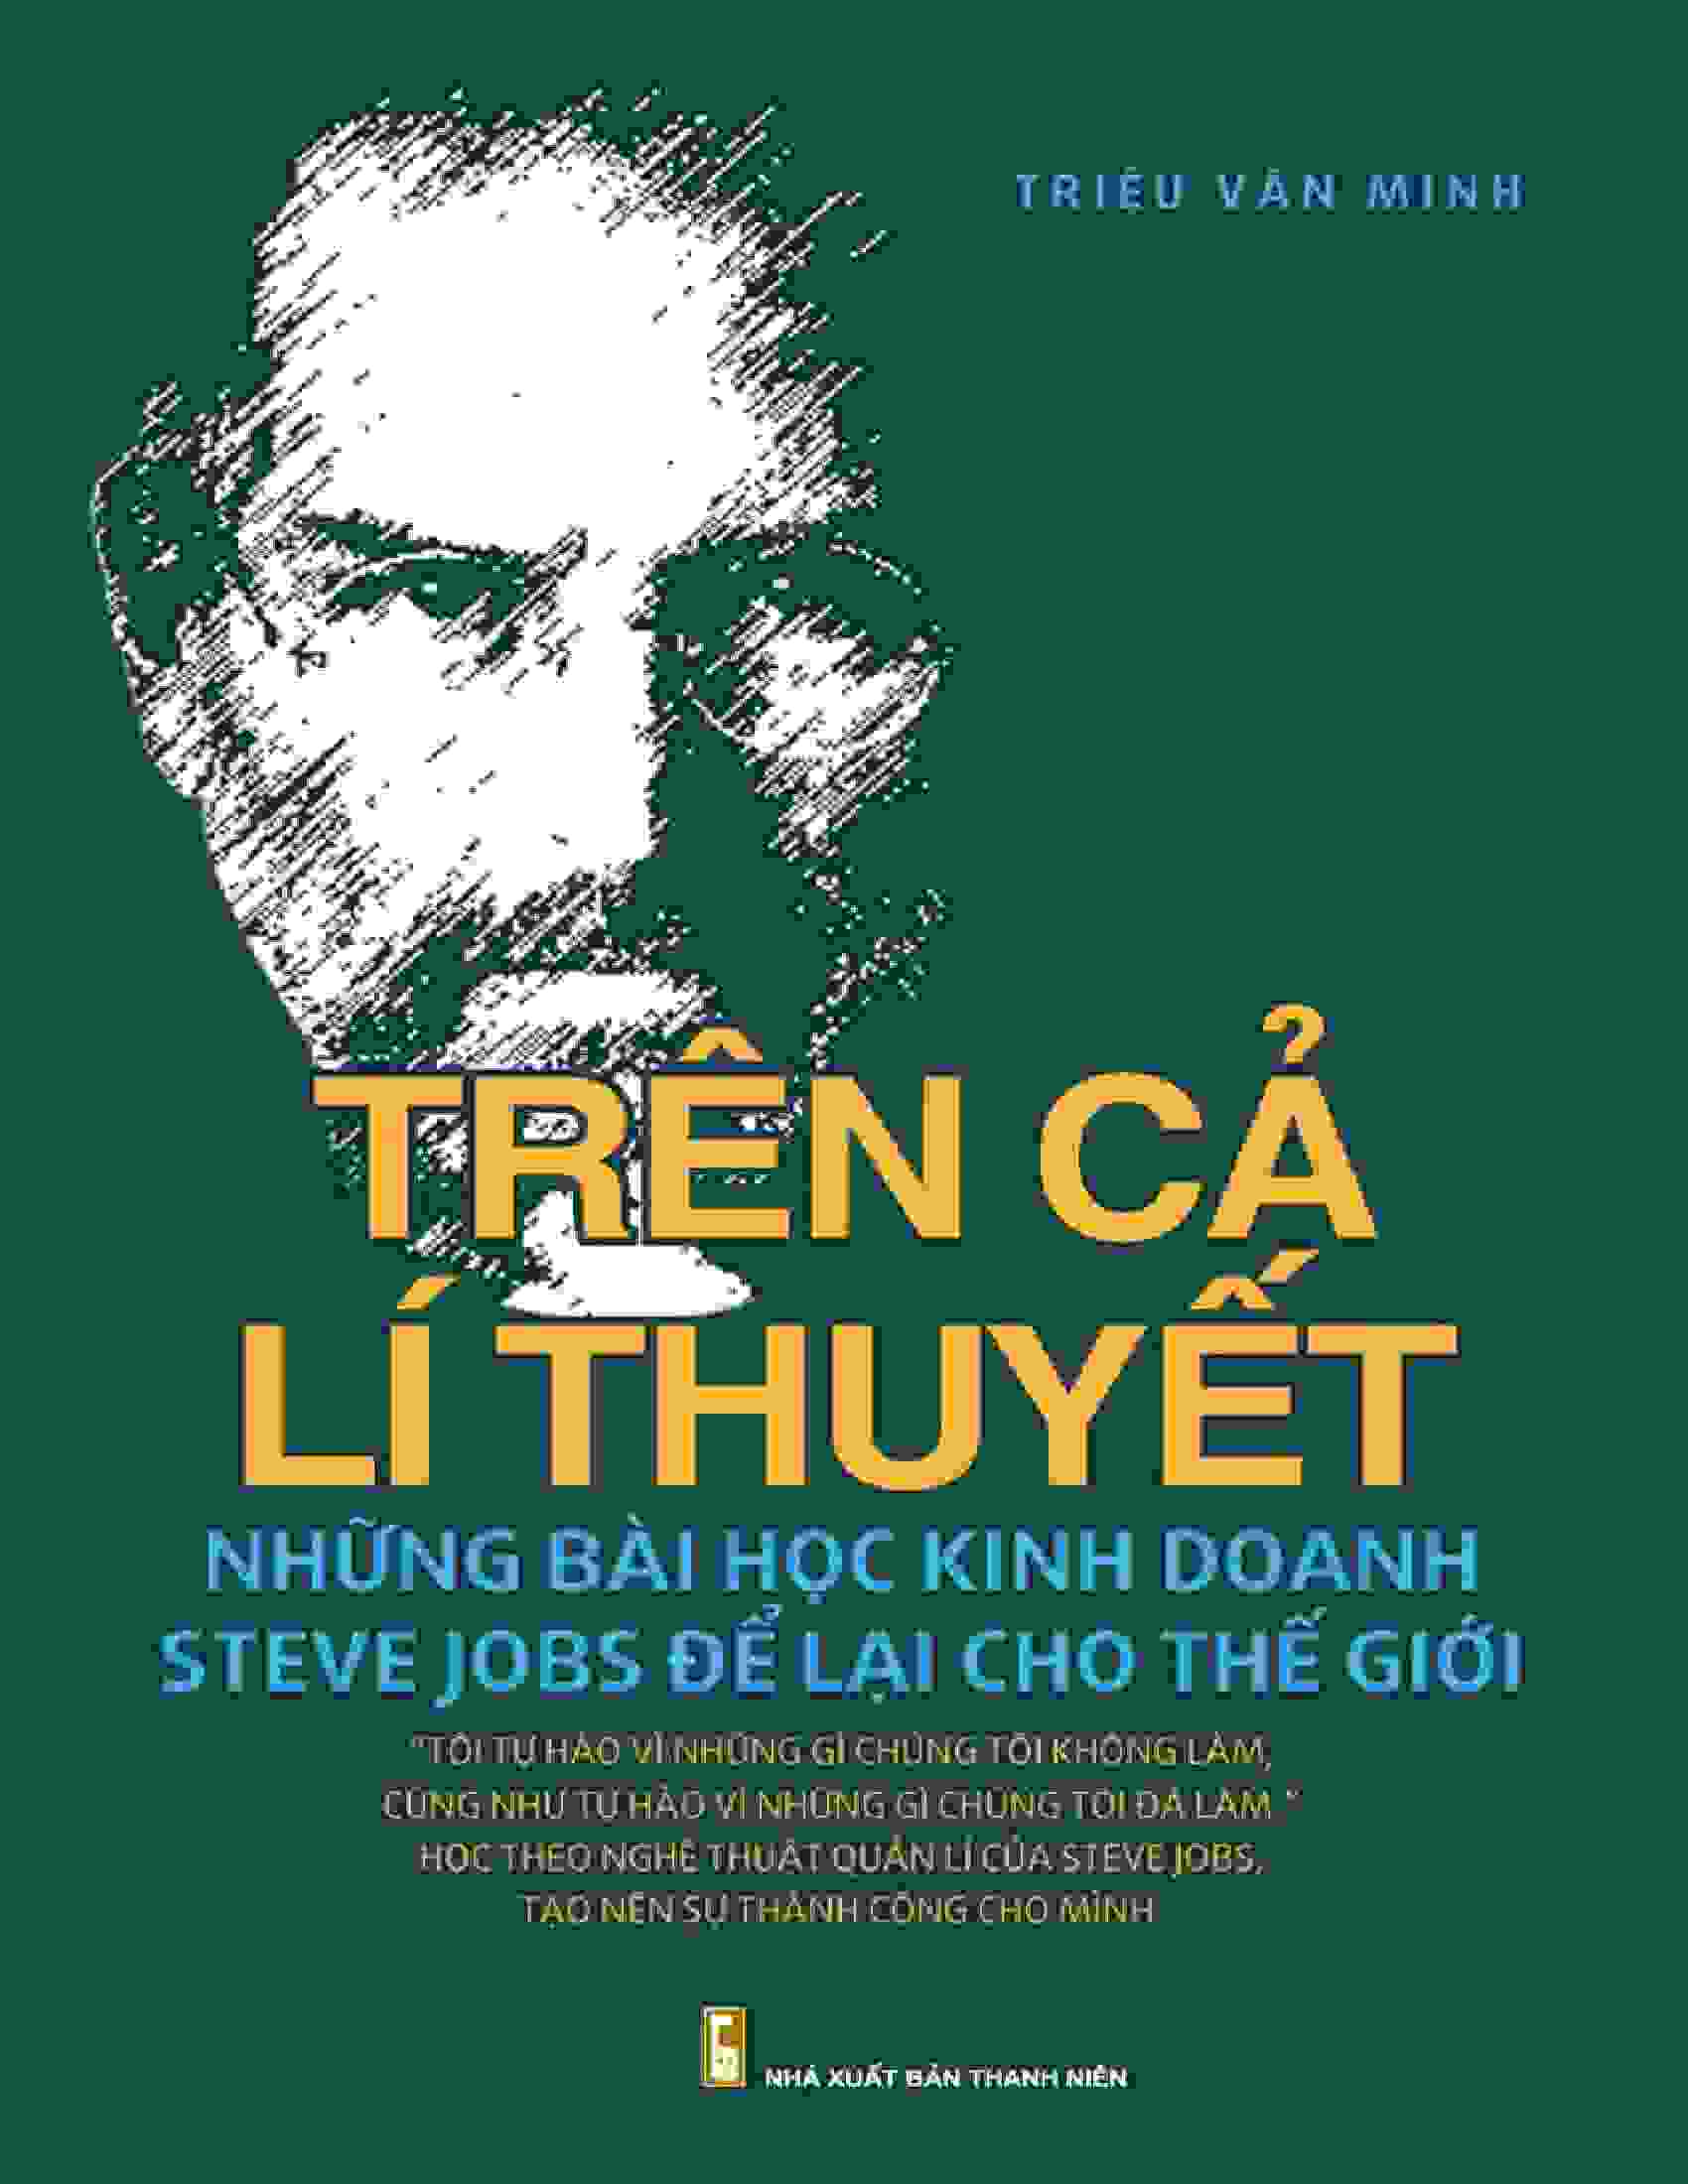 TRIỆU VĂN MINH
TRÊN CẢ
LÍ THUYẾT
NHỮNG BÀI HỌC KINH DOANH
STEVE JOBS ĐỂ LẠI CHO THẾ GIỚI
"TÔI TỰ HÀO VÌ NHỮNG GÌ CHÚNG TÔI KHÔNG LÀM,
CŨNG NHƯ TỰ HÀO VÌ NHỮNG GÌ CHÚNG TÔI ĐÃ LÀM."
HỌC THEO NGHỆ THUẬT QUẢN LÍ CỦA STEVE JOBS,
TẠO NÊN SỰ THÀNH CÔNG CHO MÌNH
NHÀ XUẤT BẢN THANH NIÊN